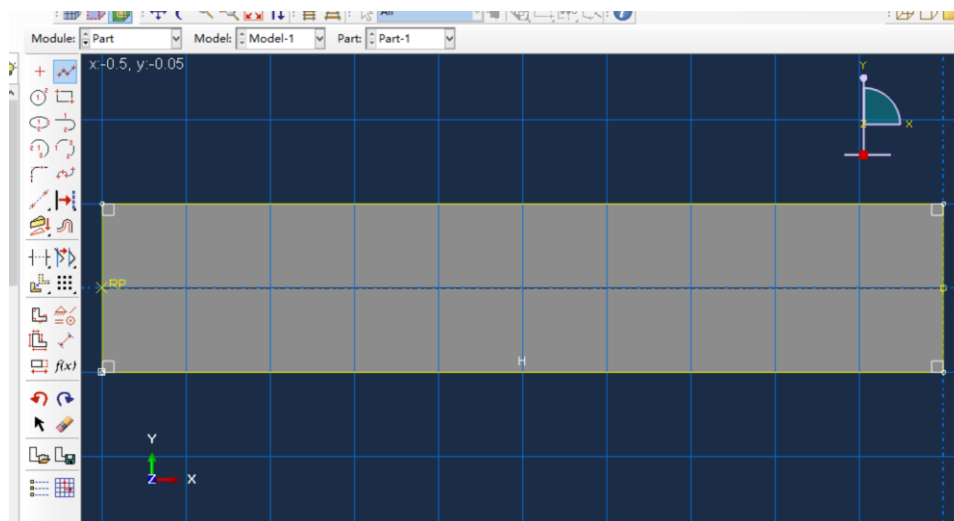 All
Module: Part Model: Model-1 Part: Part-1
x:-0.5, y:-0.05
Y
Z X
RP
H
f(x)
Y
Z X